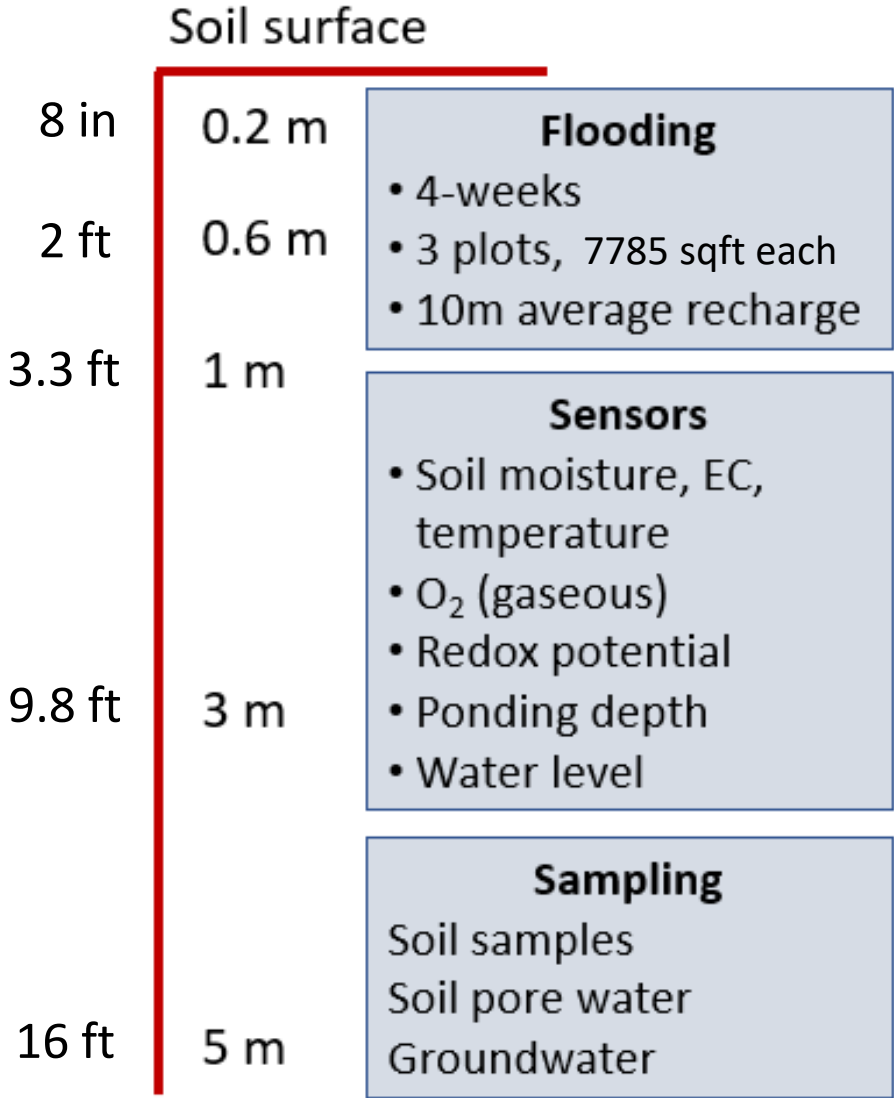 Soil surface
8 in 0.2 m
2 ft 0.6 m
3.3 ft 1 m
9.8 ft 3 m
16 ft 5 m
Flooding
• 4-weeks
• 3 plots, 7785 sqft each
• 10m average recharge
Sensors
• Soil moisture, EC,
temperature
• O₂ (gaseous)
• Redox potential
• Ponding depth
• Water level
Sampling
Soil samples
Soil pore water
Groundwater